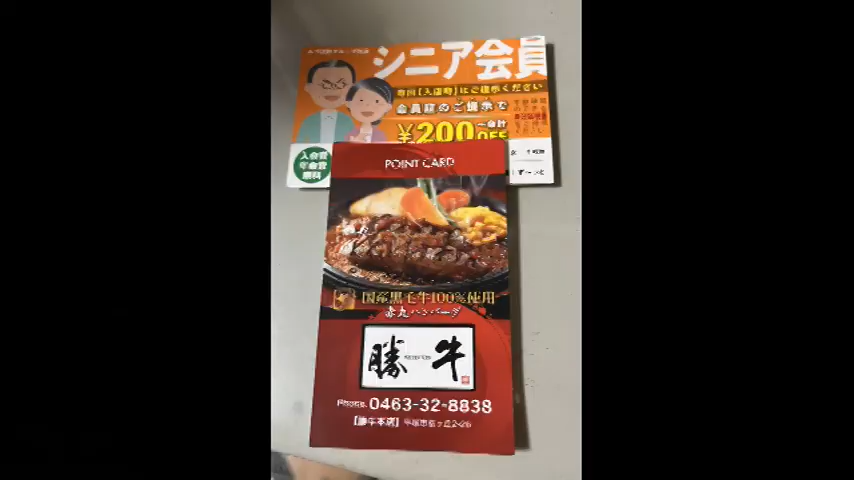 シニア会員
毎回【入店時】にご提示ください
会員証のご提示で
¥200 OFF
入会費
年会費
無料
POINT CARD
国産黒毛牛100%使用
赤丸ハンバーグ
勝牛
0463-32-8838
【勝牛本店】